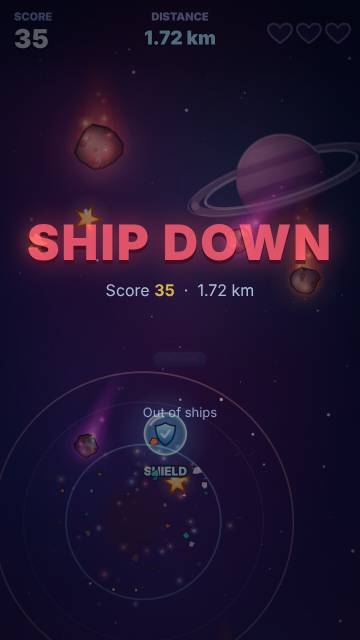 SCORE
DISTANCE
35
1.72 km
SHIP DOWN
Score 35 · 1.72 km
Out of ships
SHIELD